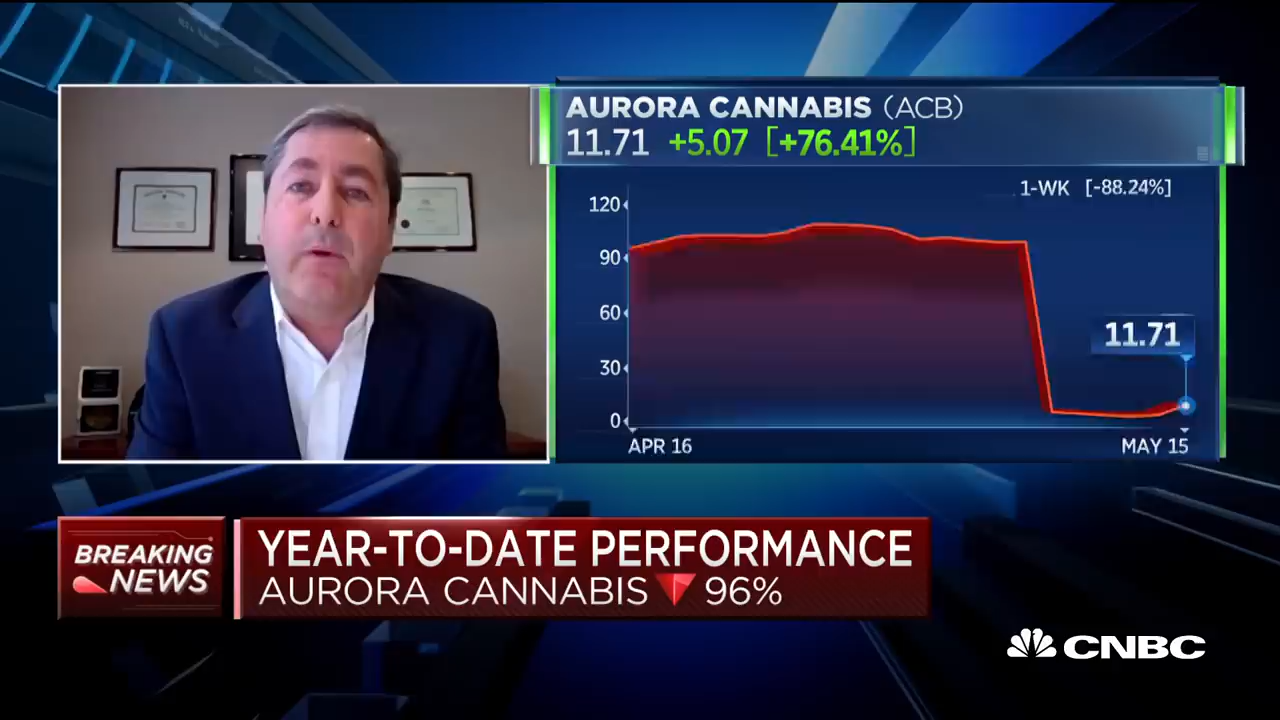 AURORA CANNABIS (ACB)
11.71 +5.07 [+76.41%]
1-WK [-88.24%]
120
90
60
30
0
11.71
APR 16
MAY 15
BREAKING
NEWS
YEAR-TO-DATE PERFORMANCE
AURORA CANNABIS ▼ 96%
CNBC